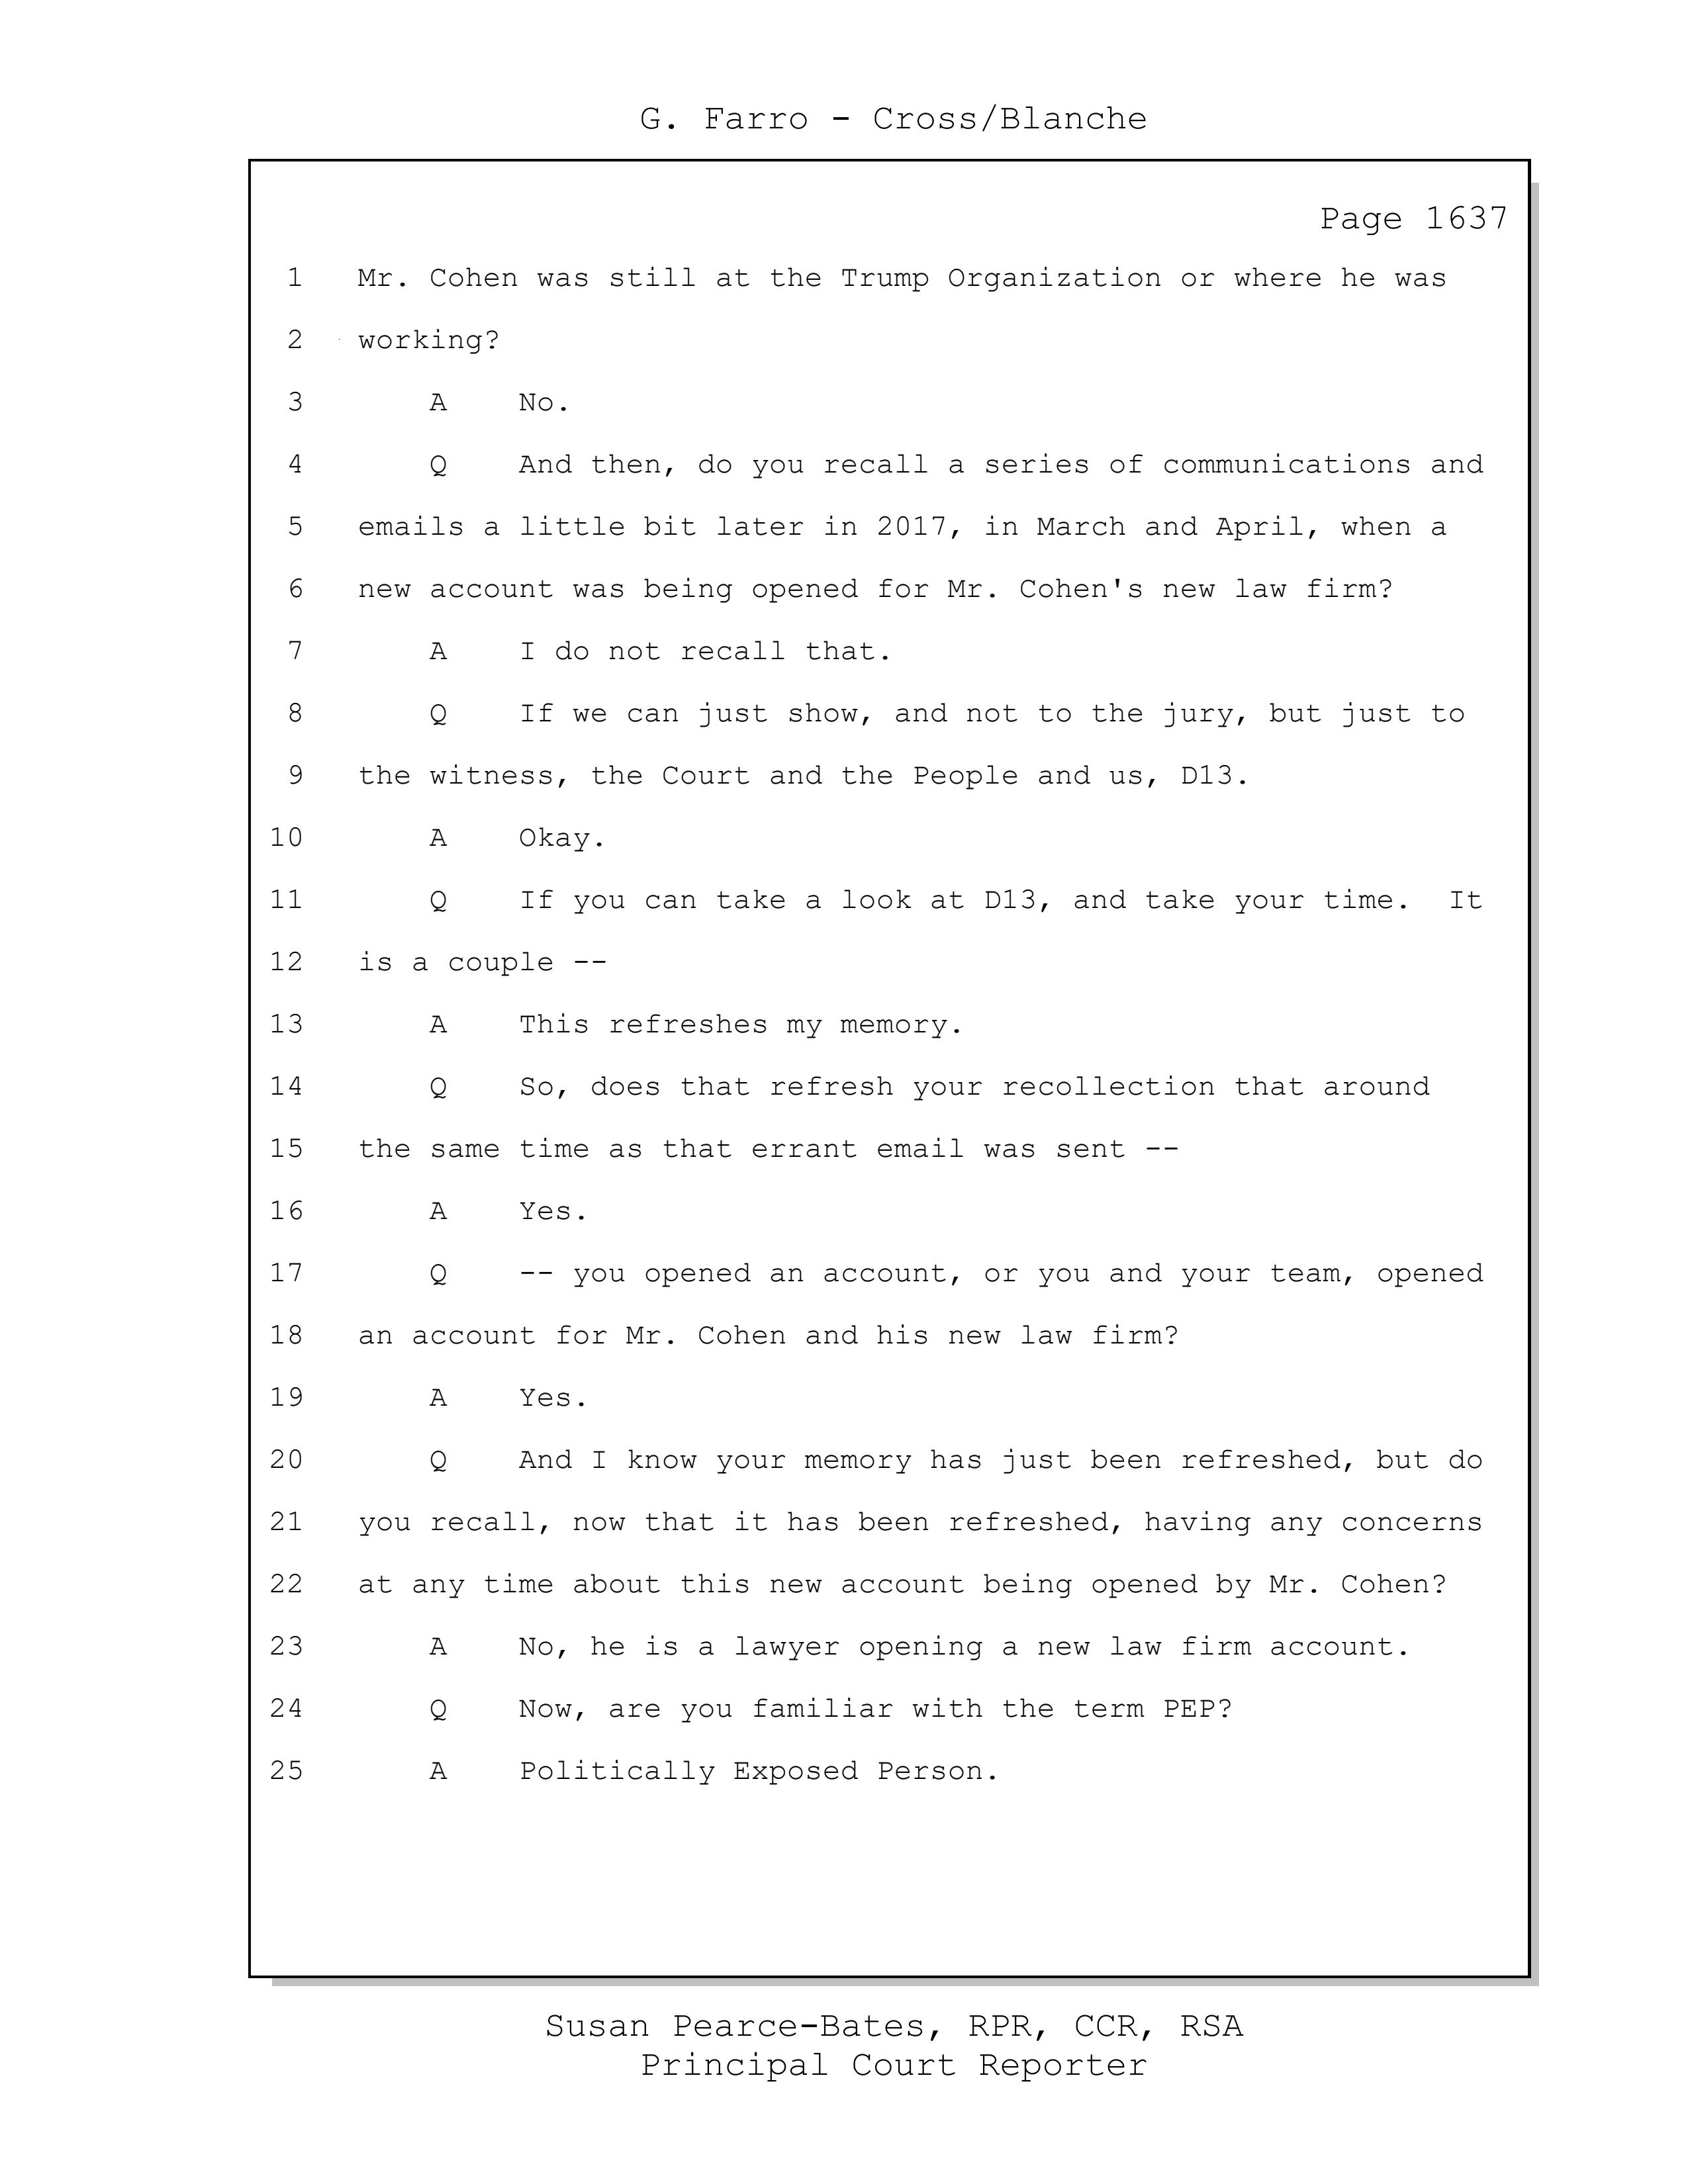 G. Farro - Cross/Blanche
Page 1637
1 Mr. Cohen was still at the Trump Organization or where he was
2 working?
3 A No.
4 Q And then, do you recall a series of communications and
5 emails a little bit later in 2017, in March and April, when a
6 new account was being opened for Mr. Cohen's new law firm?
7 A I do not recall that.
8 Q If we can just show, and not to the jury, but just to
9 the witness, the Court and the People and us, D13.
10 A Okay.
11 Q If you can take a look at D13, and take your time. It
12 is a couple --
13 A This refreshes my memory.
14 Q So, does that refresh your recollection that around
15 the same time as that errant email was sent --
16 A Yes.
17 Q -- you opened an account, or you and your team, opened
18 an account for Mr. Cohen and his new law firm?
19 A Yes.
20 Q And I know your memory has just been refreshed, but do
21 you recall, now that it has been refreshed, having any concerns
22 at any time about this new account being opened by Mr. Cohen?
23 A No, he is a lawyer opening a new law firm account.
24 Q Now, are you familiar with the term PEP?
25 A Politically Exposed Person.
Susan Pearce-Bates, RPR, CCR, RSA
Principal Court Reporter